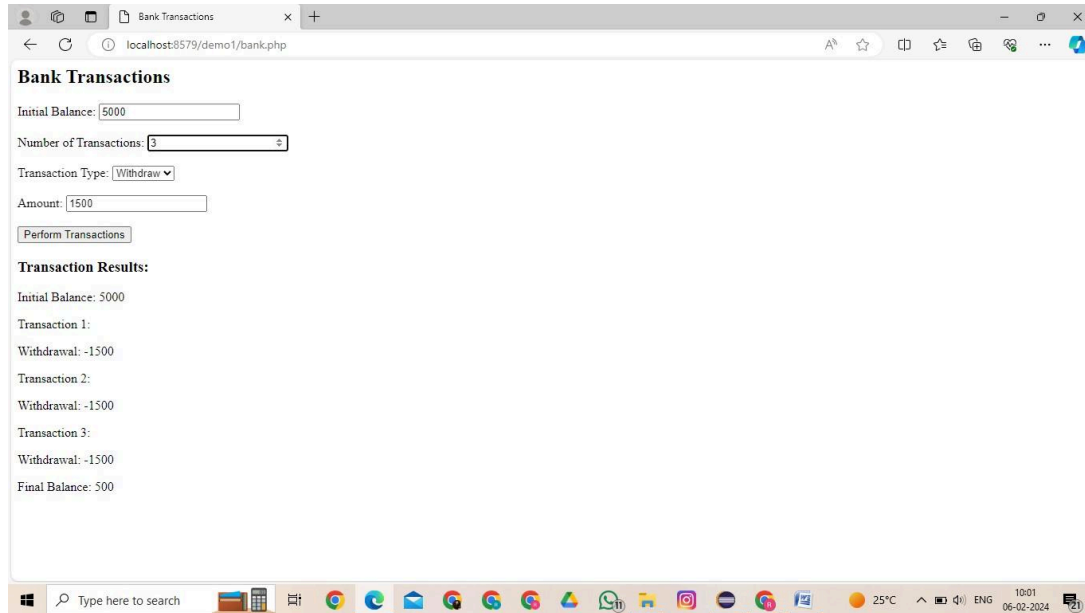 Bank Transactions
localhost:8579/demo1/bank.php
Bank Transactions
Initial Balance: 5000
Number of Transactions: 3
Transaction Type: Withdraw
Amount: 1500
Perform Transactions
Transaction Results:
Initial Balance: 5000
Transaction 1:
Withdrawal: -1500
Transaction 2:
Withdrawal: -1500
Transaction 3:
Withdrawal: -1500
Final Balance: 500
Type here to search
25°C
ENG
10:01
06-02-2024